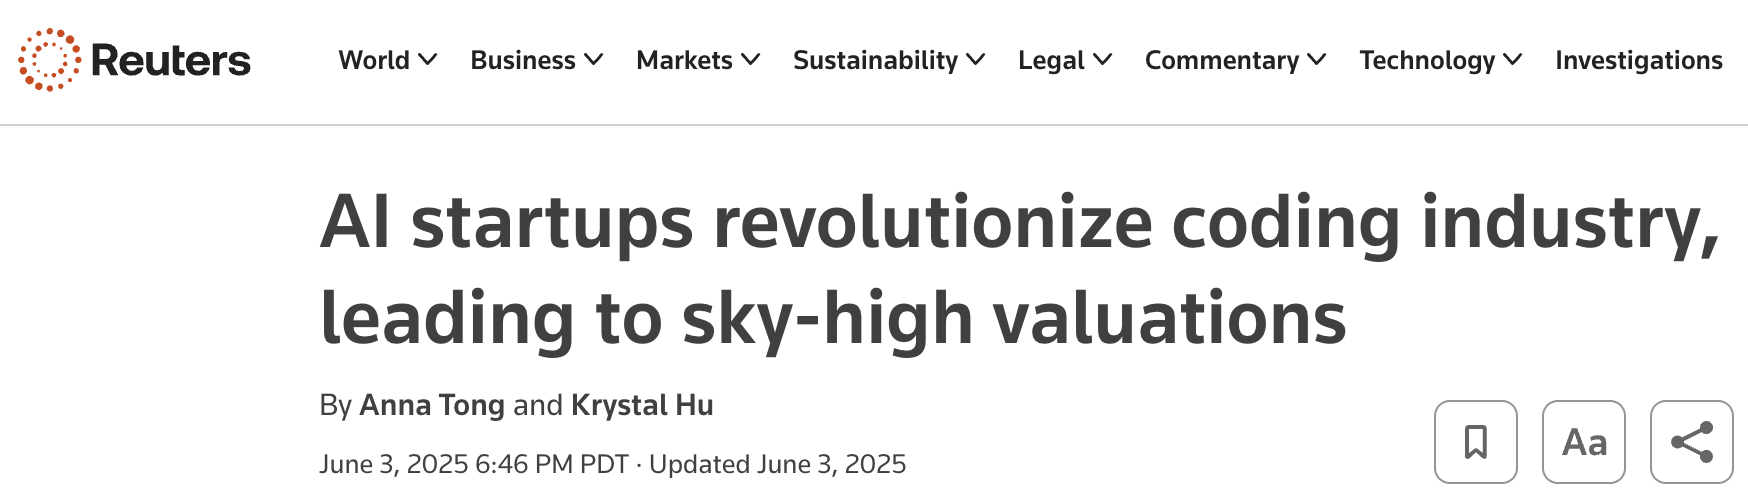 Reuters World Business Markets Sustainability Legal Commentary Technology Investigations
AI startups revolutionize coding industry,
leading to sky-high valuations
By Anna Tong and Krystal Hu
June 3, 2025 6:46 PM PDT · Updated June 3, 2025
Aa